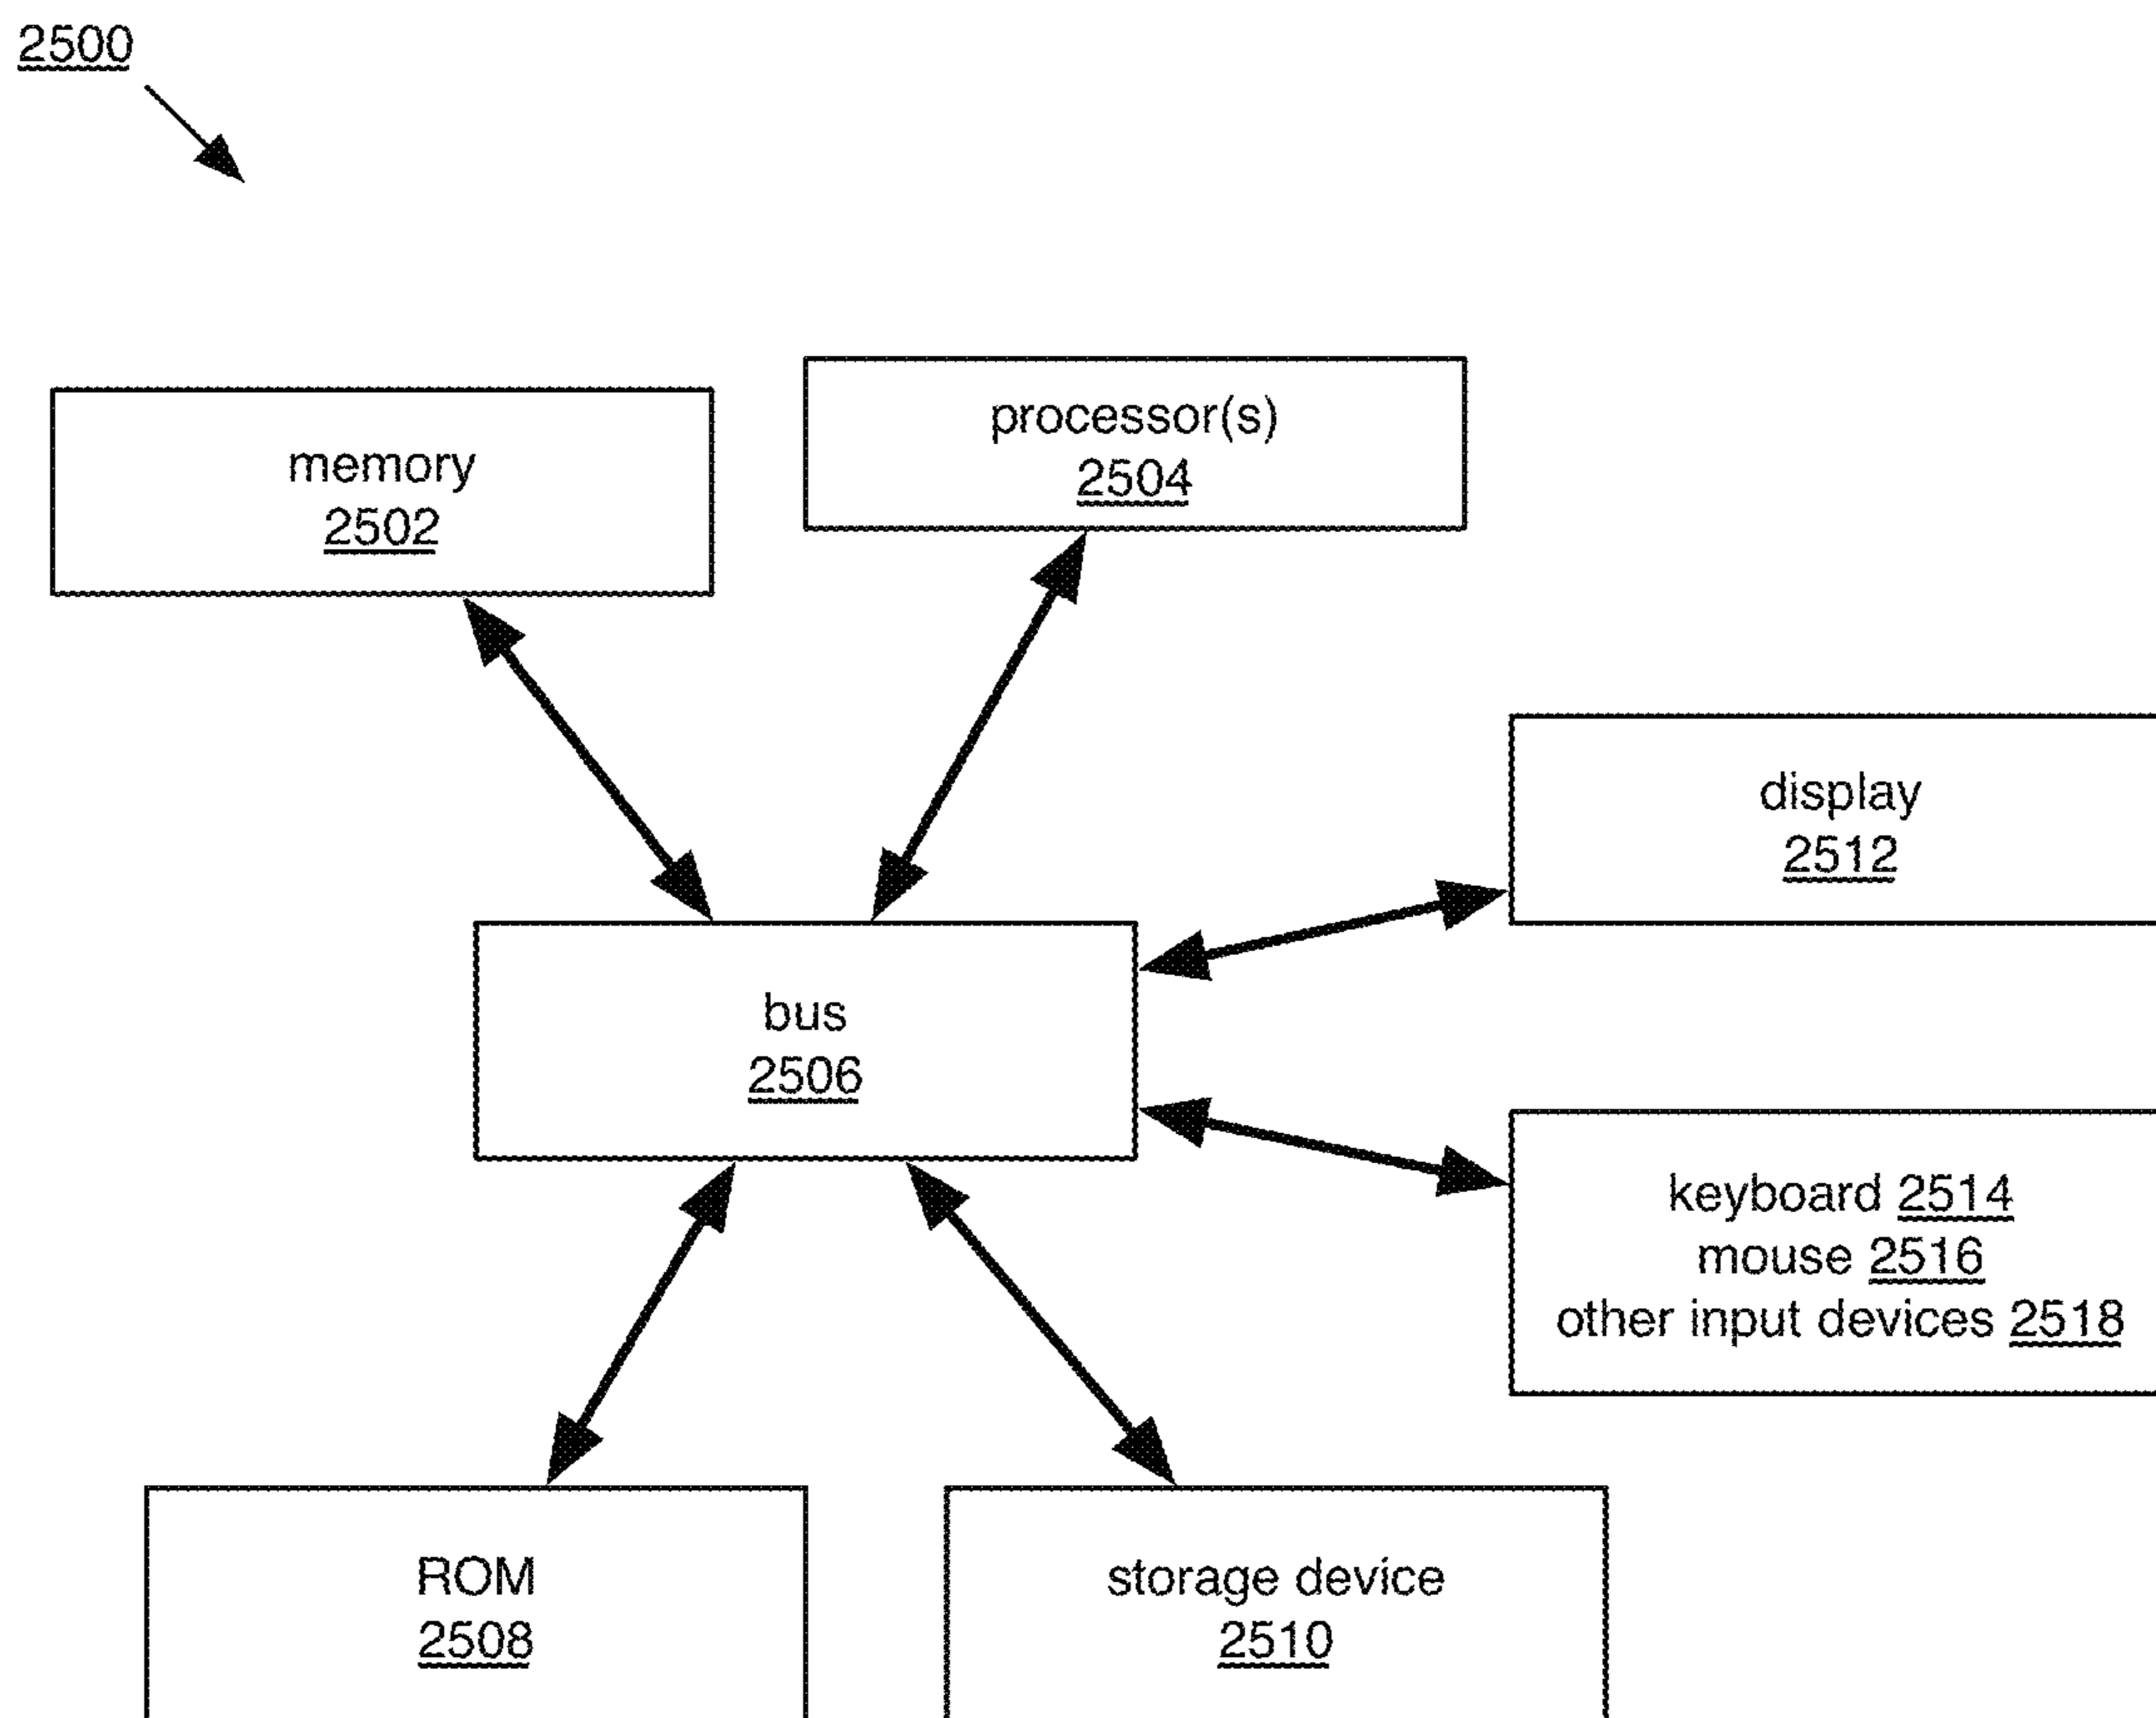 2500
processor(s)
2504
memory
2502
display
2512
bus
2506
keyboard 2514
mouse 2516
other input devices 2518
ROM
2508
storage device
2510